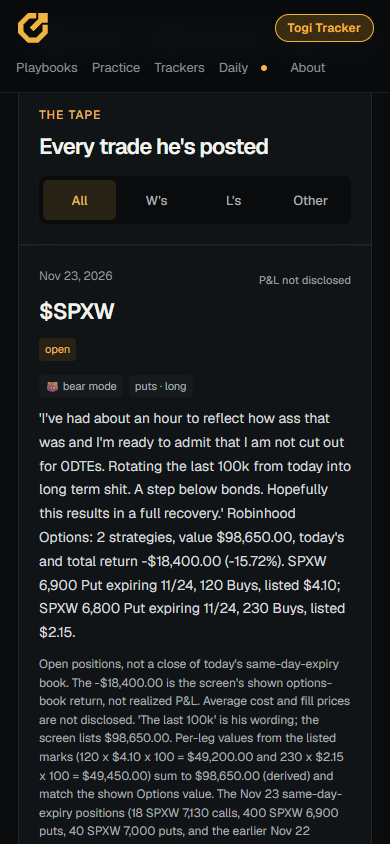 Togi Tracker
Playbooks Practice Trackers Daily About
THE TAPE
Every trade he's posted
All W's L's Other
Nov 23, 2026
P&L not disclosed
$SPXW
open
🐻 bear mode puts · long
'I've had about an hour to reflect how ass that
was and I'm ready to admit that I am not cut out
for 0DTEs. Rotating the last 100k from today into
long term shit. A step below bonds. Hopefully
this results in a full recovery.' Robinhood
Options: 2 strategies, value $98,650.00, today's
and total return -$18,400.00 (-15.72%). SPXW
6,900 Put expiring 11/24, 120 Buys, listed $4.10;
SPXW 6,800 Put expiring 11/24, 230 Buys, listed
$2.15.
Open positions, not a close of today's same-day-expiry
book. The -$18,400.00 is the screen's shown options-
book return, not realized P&L. Average cost and fill prices
are not disclosed. 'The last 100k' is his wording; the
screen lists $98,650.00. Per-leg values from the listed
marks (120 x $4.10 x 100 = $49,200.00 and 230 x $2.15
x 100 = $49,450.00) sum to $98,650.00 (derived) and
match the shown Options value. The Nov 23 same-day-
expiry positions (18 SPXW 7,130 calls, 400 SPXW 6,900
puts, 40 SPXW 7,000 puts, and the earlier Nov 22